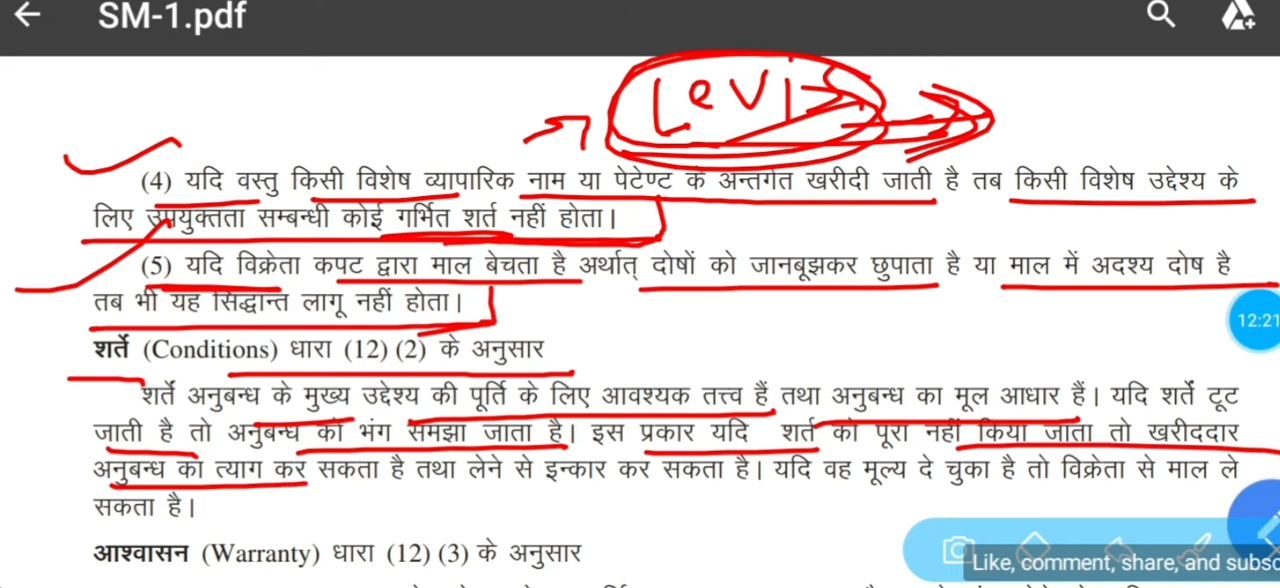 SM-1.pdf
Levis
(4) यदि वस्तु किसी विशेष व्यापारिक नाम या पेटेण्ट के अन्तर्गत खरीदी जाती है तब किसी विशेष उद्देश्य के
लिए उपयुक्तता सम्बन्धी कोई गर्भित शर्त नहीं होता।
(5) यदि विक्रेता कपट द्वारा माल बेचता है अर्थात् दोषों को जानबूझकर छुपाता है या माल में अदृश्य दोष है
तब भी यह सिद्धान्त लागू नहीं होता।
12:21
शर्ते (Conditions) धारा (12) (2) के अनुसार
शर्तें अनुबन्ध के मुख्य उद्देश्य की पूर्ति के लिए आवश्यक तत्त्व हैं तथा अनुबन्ध का मूल आधार हैं। यदि शर्तें टूट
जाती है तो अनुबन्ध को भंग समझा जाता है। इस प्रकार यदि शर्त को पूरा नहीं किया जाता तो खरीददार
अनुबन्ध का त्याग कर सकता है तथा लेने से इन्कार कर सकता है। यदि वह मूल्य दे चुका है तो विक्रेता से माल ले
सकता है।
आश्वासन (Warranty) धारा (12) (3) के अनुसार
Like, comment, share, and subsc